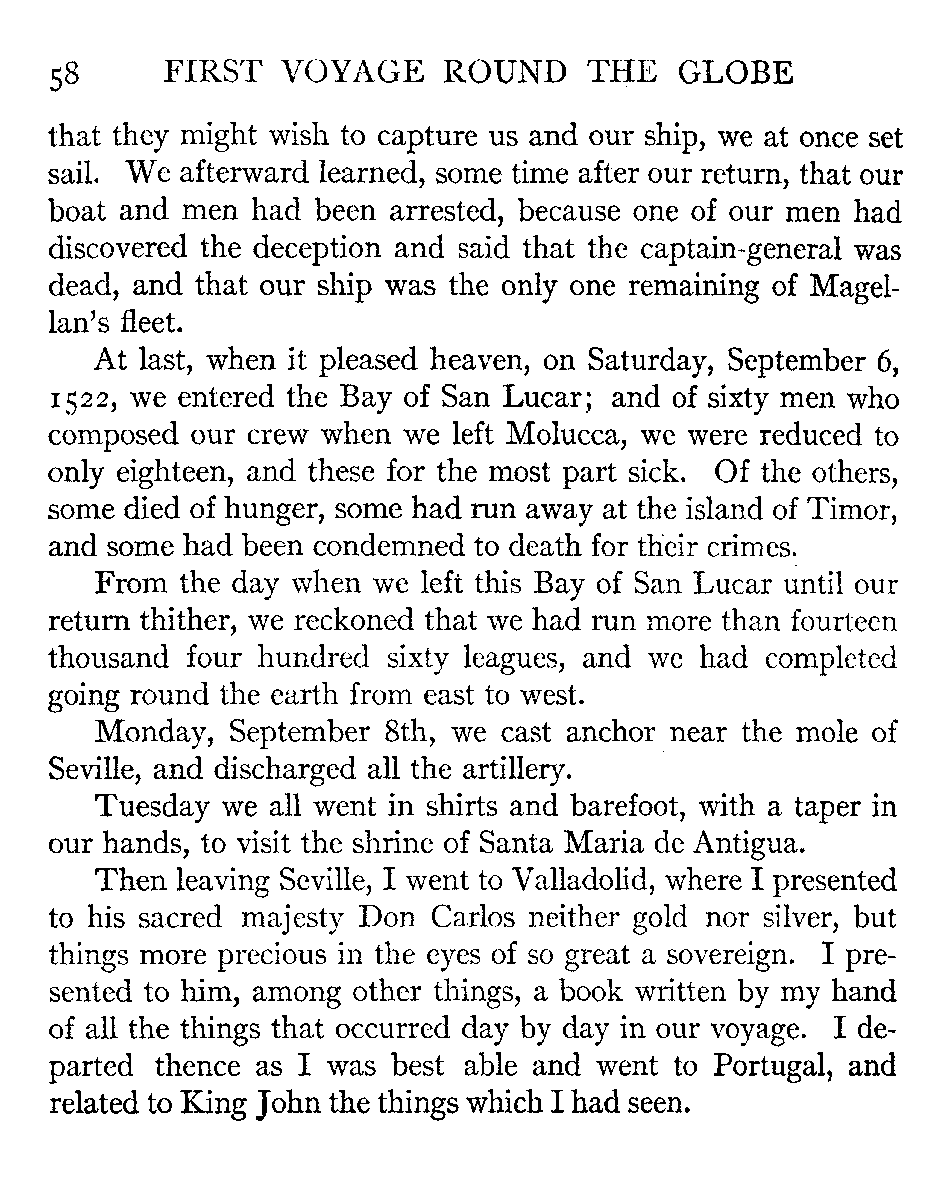 58 FIRST VOYAGE ROUND THE GLOBE
that they might wish to capture us and our ship, we at once set
sail. We afterward learned, some time after our return, that our
boat and men had been arrested, because one of our men had
discovered the deception and said that the captain-general was
dead, and that our ship was the only one remaining of Magel-
lan's fleet.
At last, when it pleased heaven, on Saturday, September 6,
1522, we entered the Bay of San Lucar; and of sixty men who
composed our crew when we left Molucca, we were reduced to
only eighteen, and these for the most part sick. Of the others,
some died of hunger, some had run away at the island of Timor,
and some had been condemned to death for their crimes.
From the day when we left this Bay of San Lucar until our
return thither, we reckoned that we had run more than fourteen
thousand four hundred sixty leagues, and we had completed
going round the earth from east to west.
Monday, September 8th, we cast anchor near the mole of
Seville, and discharged all the artillery.
Tuesday we all went in shirts and barefoot, with a taper in
our hands, to visit the shrine of Santa Maria de Antigua.
Then leaving Seville, I went to Valladolid, where I presented
to his sacred majesty Don Carlos neither gold nor silver, but
things more precious in the eyes of so great a sovereign. I pre-
sented to him, among other things, a book written by my hand
of all the things that occurred day by day in our voyage. I de-
parted thence as I was best able and went to Portugal, and
related to King John the things which I had seen.